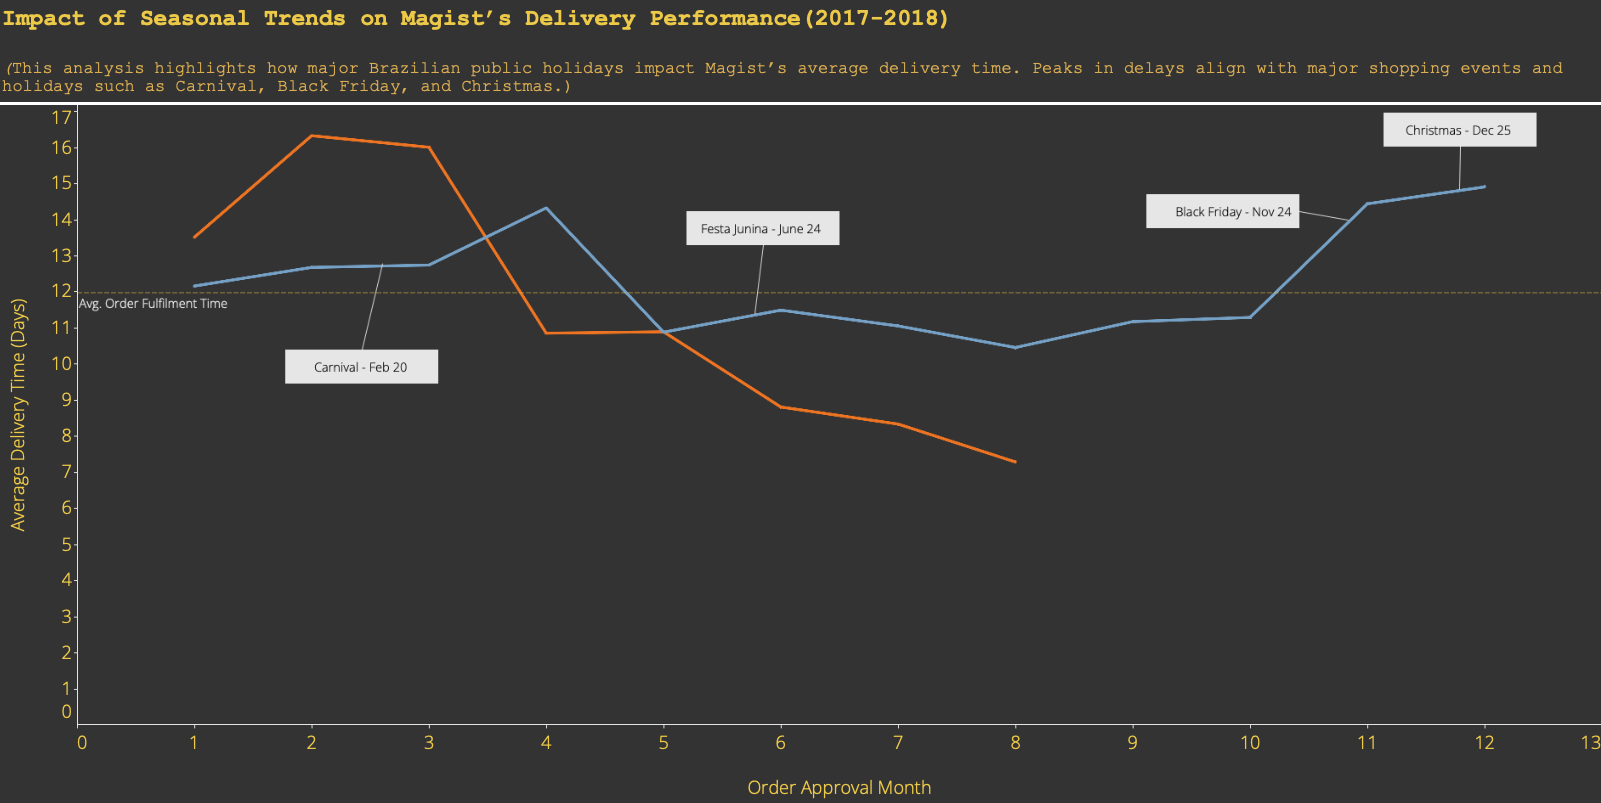 Impact of Seasonal Trends on Magist’s Delivery Performance(2017-2018)
(This analysis highlights how major Brazilian public holidays impact Magist’s average delivery time. Peaks in delays align with major shopping events and
holidays such as Carnival, Black Friday, and Christmas.)
Average Delivery Time (Days)
17
16
15
14
13
12
11
10
9
8
7
6
5
4
3
2
1
0
Christmas - Dec 25
Black Friday - Nov 24
Festa Junina - June 24
Avg. Order Fulfilment Time
Carnival - Feb 20
0 1 2 3 4 5 6 7 8 9 10 11 12 13
Order Approval Month